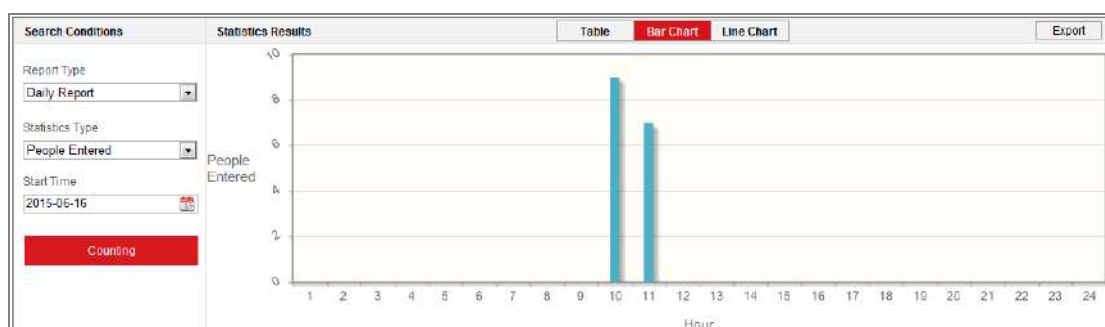 Search Conditions
Statistics Results
Table
Bar Chart
Line Chart
Export
Report Type
Daily Report
Statistics Type
People Entered
Start Time
2015-06-16
Counting
People
Entered
10
8
6
4
2
0
1 2 3 4 5 6 7 8 9 10 11 12 13 14 15 16 17 18 19 20 21 22 23 24
Hour